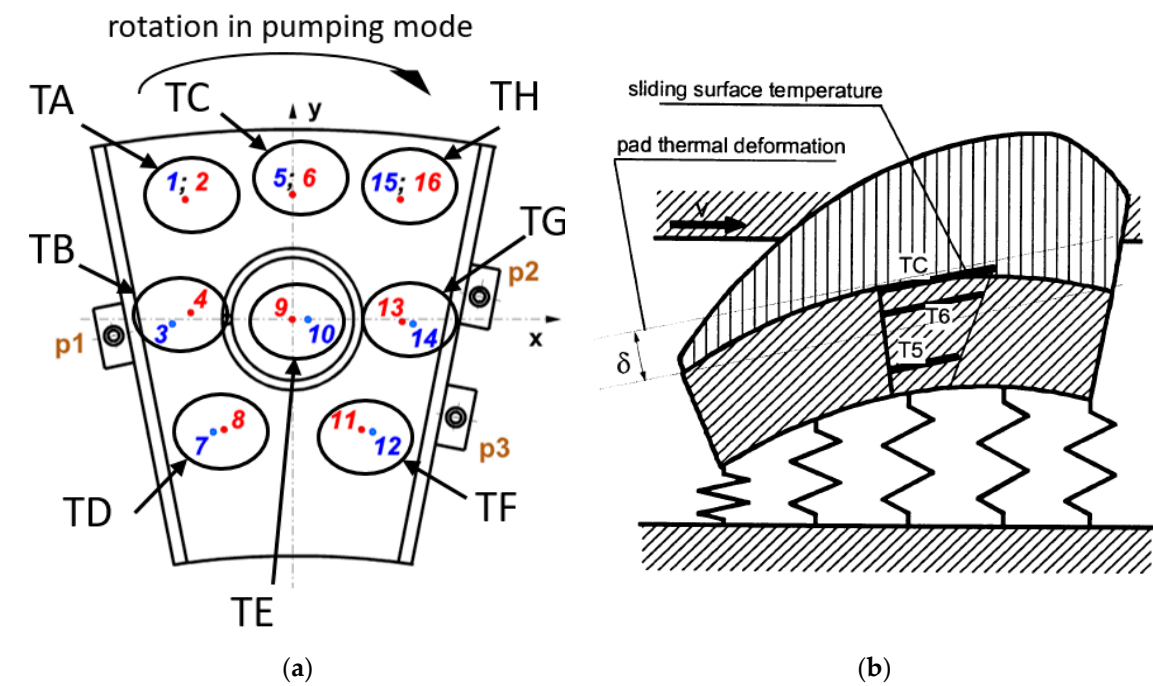 rotation in pumping mode
TA
TC
TH
y
1; 2
5; 6
15; 16
TB
TG
p2
4
3
9
10
13
14
x
p1
7
8
11
12
p3
TD
TF
TE
(a)
sliding surface temperature
pad thermal deformation
v
TC
T6
T5
δ
(b)